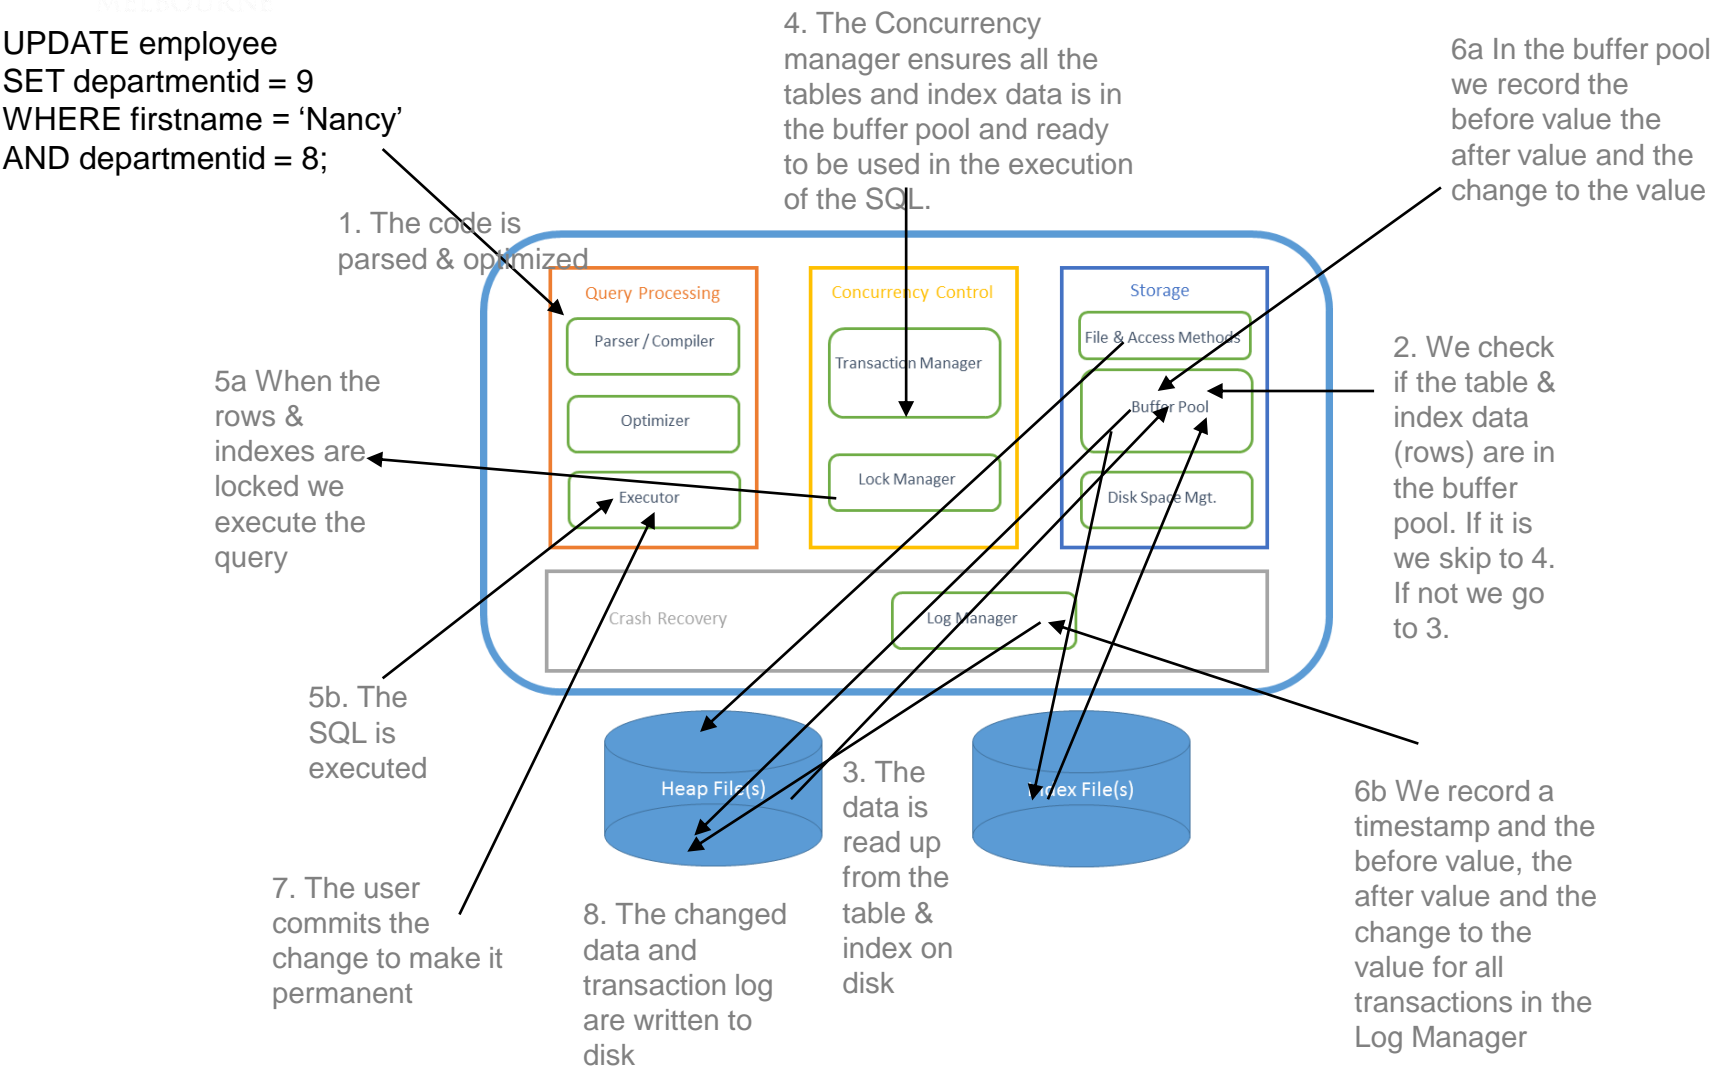 MELBOURNE
UPDATE employee
SET departmentid = 9
WHERE firstname = ‘Nancy’
AND departmentid = 8;
1. The code is
parsed & optimized
4. The Concurrency
manager ensures all the
tables and index data is in
the buffer pool and ready
to be used in the execution
of the SQL.
6a In the buffer pool
we record the
before value the
after value and the
change to the value
Query Processing
Parser / Compiler
Optimizer
Executor
Concurrency Control
Transaction Manager
Lock Manager
Storage
File & Access Methods
Buffer Pool
Disk Space Mgt.
Crash Recovery
Log Manager
2. We check
if the table &
index data
(rows) are in
the buffer
pool. If it is
we skip to 4.
If not we go
to 3.
5a When the
rows &
indexes are
locked we
execute the
query
5b. The
SQL is
executed
Heap File(s)
Index File(s)
3. The
data is
read up
from the
table &
index on
disk
6b We record a
timestamp and the
before value, the
after value and the
change to the
value for all
transactions in the
Log Manager
7. The user
commits the
change to make it
permanent
8. The changed
data and
transaction log
are written to
disk